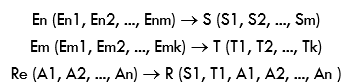 En (En1, En2, ..., Enm) → S (S1, S2, ..., Sm)
Em (Em1, Em2, ..., Emk) → T (T1, T2, ..., Tk)
Re (A1, A2, ..., An) → R (S1, T1, A1, A2, ..., An )